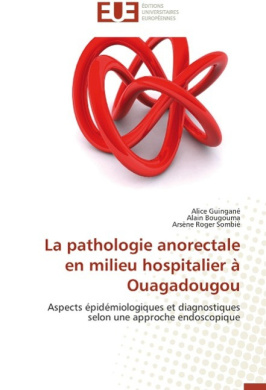 EUE
ÉDITIONS
UNIVERSITAIRES
EUROPÉENNES
Alice Guingané
Alain Bougouma
Arsène Roger Sombié
La pathologie anorectale
en milieu hospitalier à
Ouagadougou
Aspects épidémiologiques et diagnostiques
selon une approche endoscopique